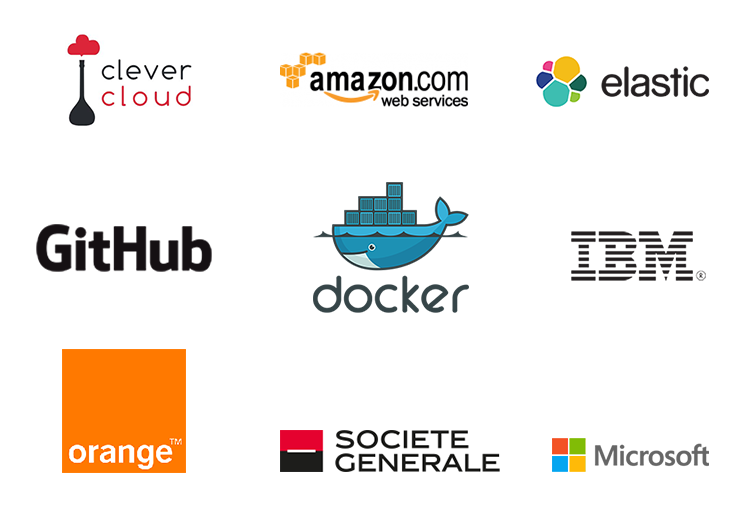 clever
cloud
amazon.com
web services
elastic
GitHub
docker
IBM®
orange™
SOCIETE
GENERALE
Microsoft